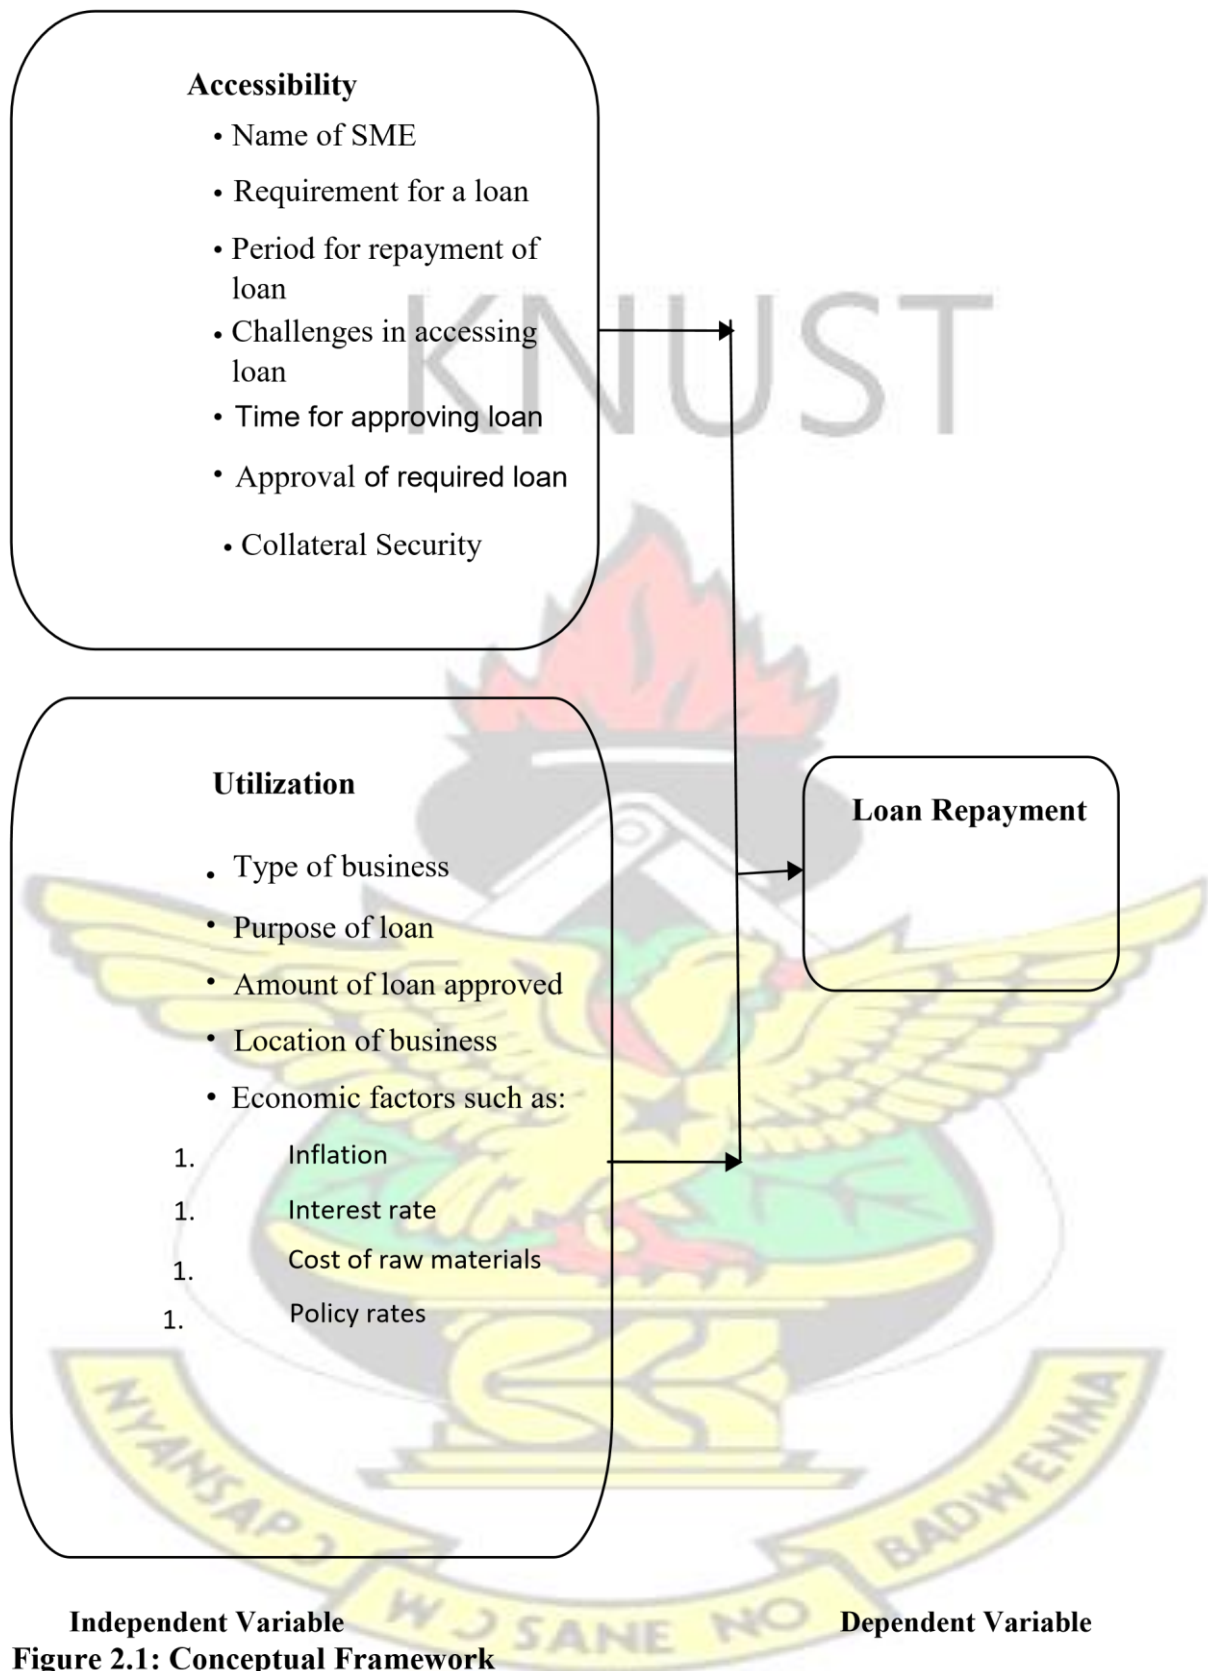 Accessibility
• Name of SME
• Requirement for a loan
• Period for repayment of
loan
• Challenges in accessing
loan
• Time for approving loan
• Approval of required loan
• Collateral Security
KNUST
Utilization
• Type of business
• Purpose of loan
• Amount of loan approved
• Location of business
• Economic factors such as:
1. Inflation
1. Interest rate
1. Cost of raw materials
1. Policy rates
Loan Repayment
NYANSAPƆ WƆSANE NO BADWENMA
Independent Variable Dependent Variable
Figure 2.1: Conceptual Framework